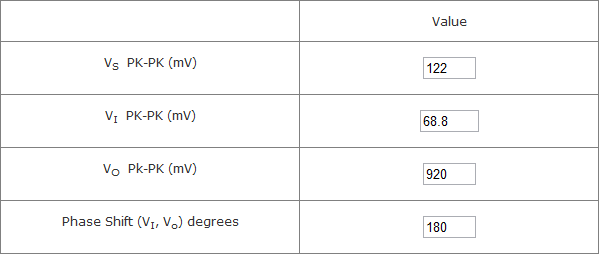 Value
VS PK-PK (mV) 122
VI PK-PK (mV) 68.8
VO Pk-PK (mV) 920
Phase Shift (VI, Vo) degrees 180